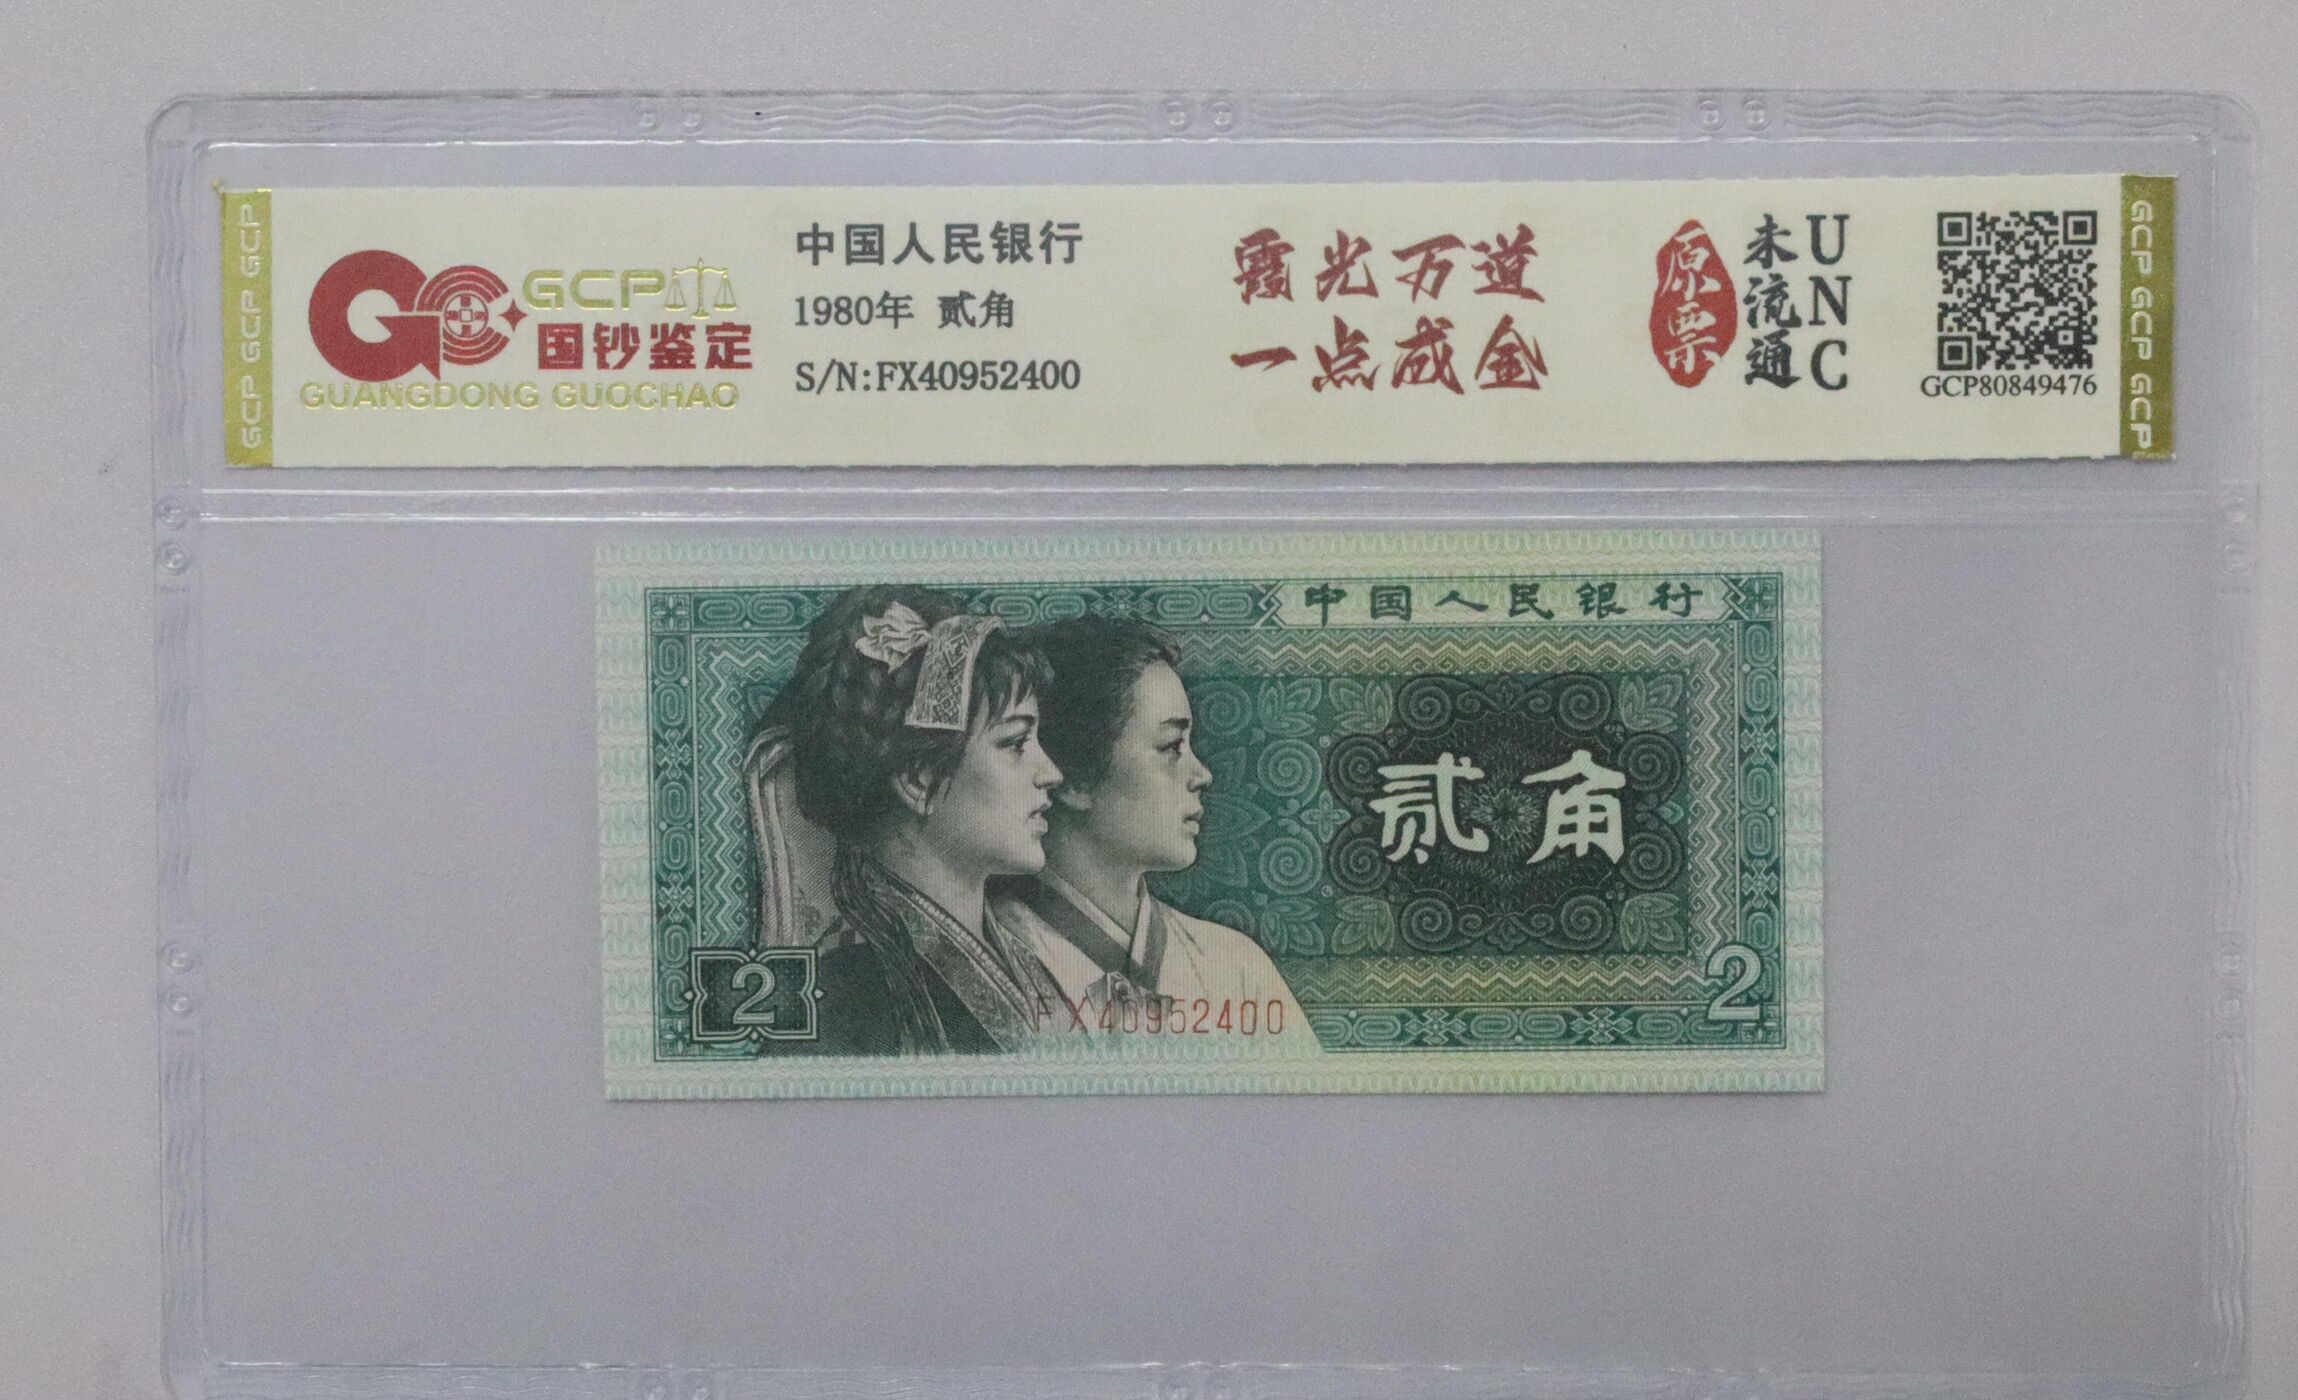 GCP GCP GCP
GCP
国钞鉴定
GUANGDONG GUOCHAO
中国人民银行
1980年 贰角
S/N:FX40952400
霞光万道
一点成金
原票
未流通
UNC
GCP80849476
GCP GCP GCP
中国人民银行
贰角
2
2
FX40952400